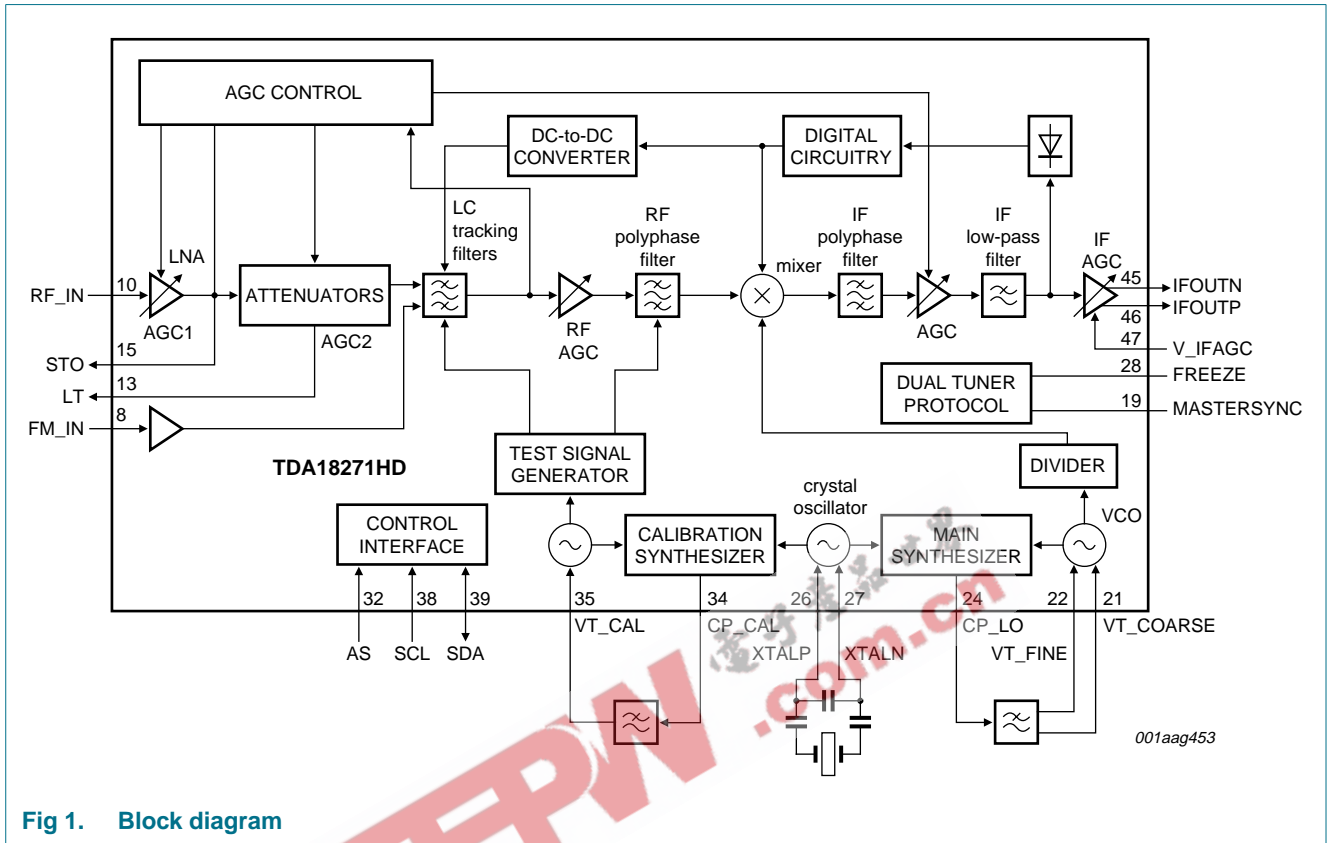 AGC CONTROL
DC-to-DC
CONVERTER
DIGITAL
CIRCUITRY
LC
tracking
filters
RF
polyphase
filter
IF
polyphase
filter
IF
low-pass
filter
IF
AGC
LNA
mixer
RF_IN
10
ATTENUATORS
45
IFOUTN
IFOUTP
46
AGC1
AGC2
RF
AGC
AGC
47
V_IFAGC
STO
15
28
FREEZE
LT
13
DUAL TUNER
PROTOCOL
19
MASTERSYNC
FM_IN
8
TDA18271HD
TEST SIGNAL
GENERATOR
DIVIDER
crystal
oscillator
VCO
CONTROL
INTERFACE
CALIBRATION
SYNTHESIZER
MAIN
SYNTHESIZER
32
38
39
35
34
26
27
24
22
21
AS
SCL
SDA
VT_CAL
CP_CAL
XTALP
XTALN
CP_LO
VT_FINE
VT_COARSE
001aag453
.com.cn
Fig 1. Block diagram